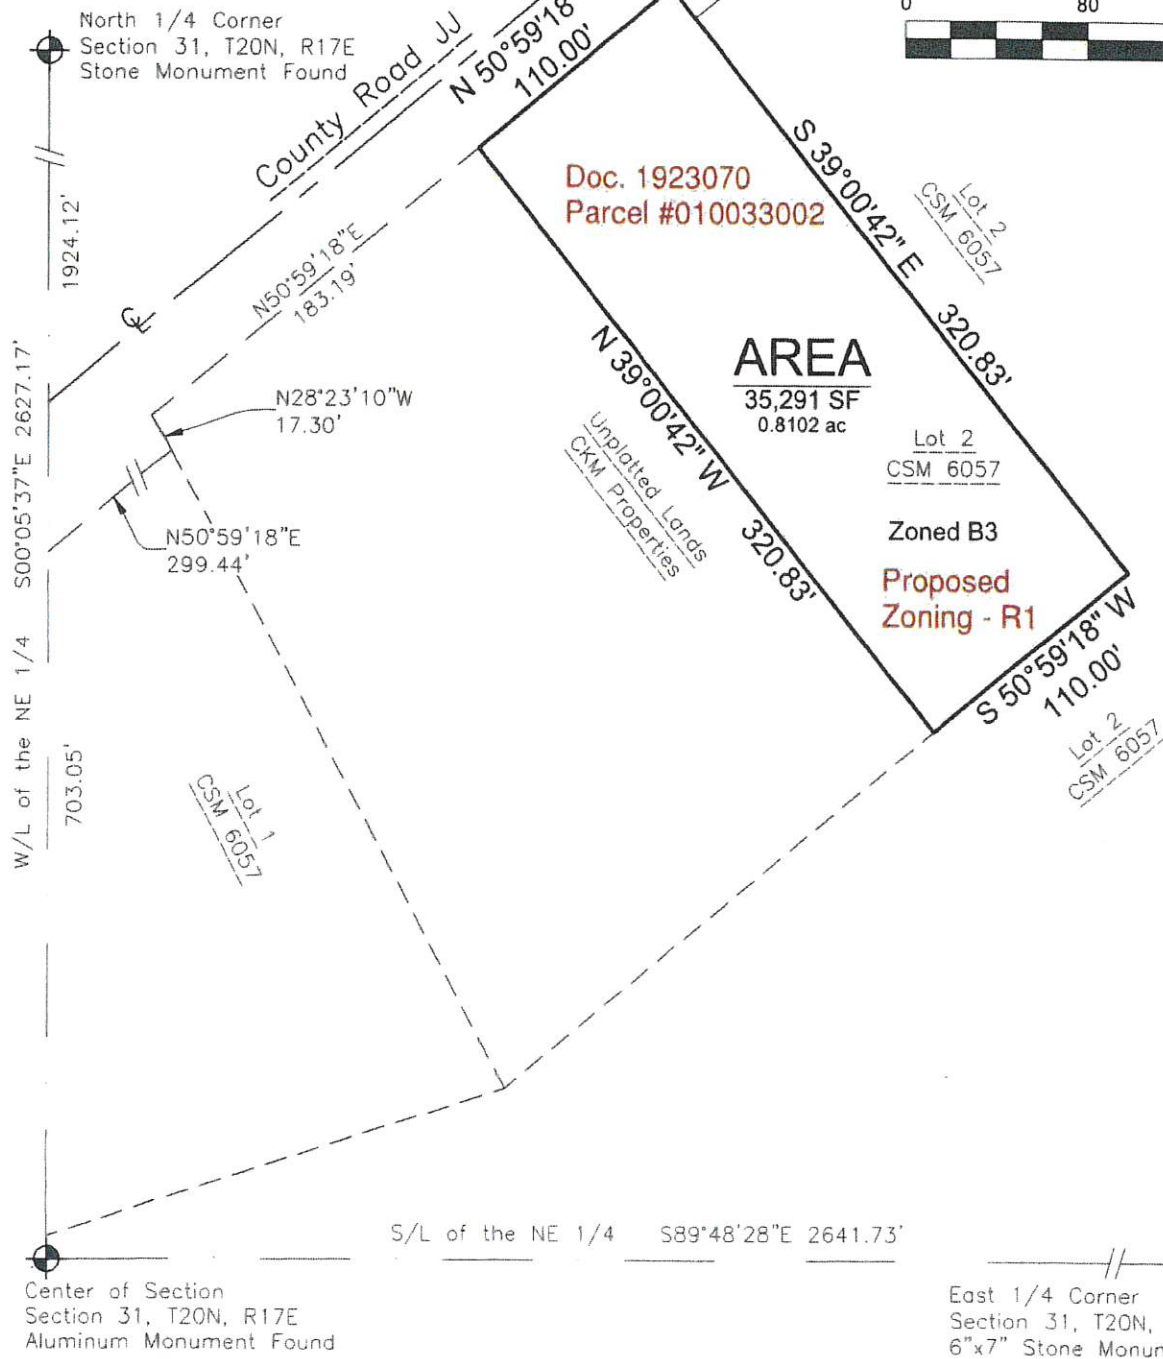 North 1/4 Corner
Section 31, T20N, R17E
Stone Monument Found
0 80
County Road JJ
N 50°59'18
110.00'
1924.12'
Doc. 1923070
Parcel #010033002
S 39°00'42" E 320.83'
Lot 2
CSM 6057
N50°59'18"E
183.19'
℄
N 39°00'42" W 320.83'
AREA
35,291 SF
0.8102 ac
N28°23'10"W
17.30'
Unplatted Lands
CKM Properties
Lot 2
CSM 6057
N50°59'18"E
299.44'
Zoned B3
Proposed
Zoning - R1
W/L of the NE 1/4 S00°05'37"E 2627.17'
S 50°59'18" W
110.00'
Lot 2
CSM 6057
703.05'
Lot 1
CSM 6057
S/L of the NE 1/4 S89°48'28"E 2641.73'
Center of Section
Section 31, T20N, R17E
Aluminum Monument Found
East 1/4 Corner
Section 31, T20N,
6"x7" Stone Monu